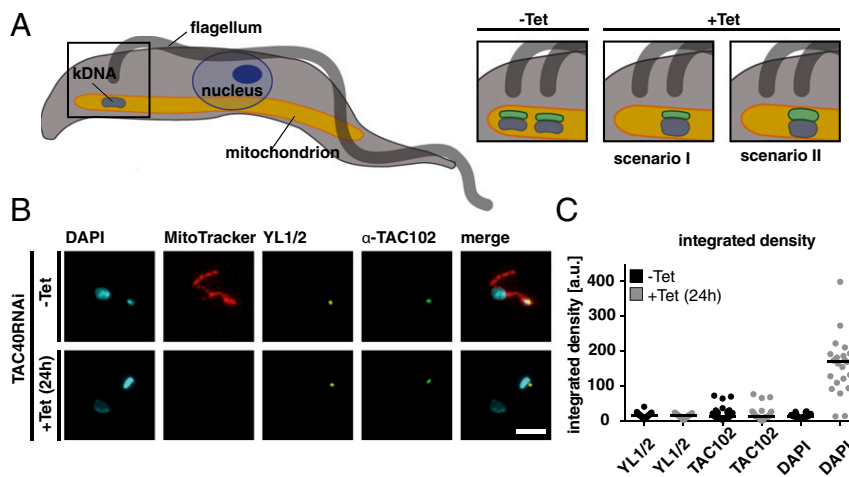 A
flagellum
kDNA
nucleus
mitochondrion
-Tet
+Tet
scenario I
scenario II
B
DAPI
MitoTracker
YL1/2
α-TAC102
merge
TAC40RNAi
-Tet
+Tet (24h)
C
integrated density
integrated density [a.u.]
400
300
200
100
0
-Tet
+Tet (24h)
YL1/2
YL1/2
TAC102
TAC102
DAPI
DAPI